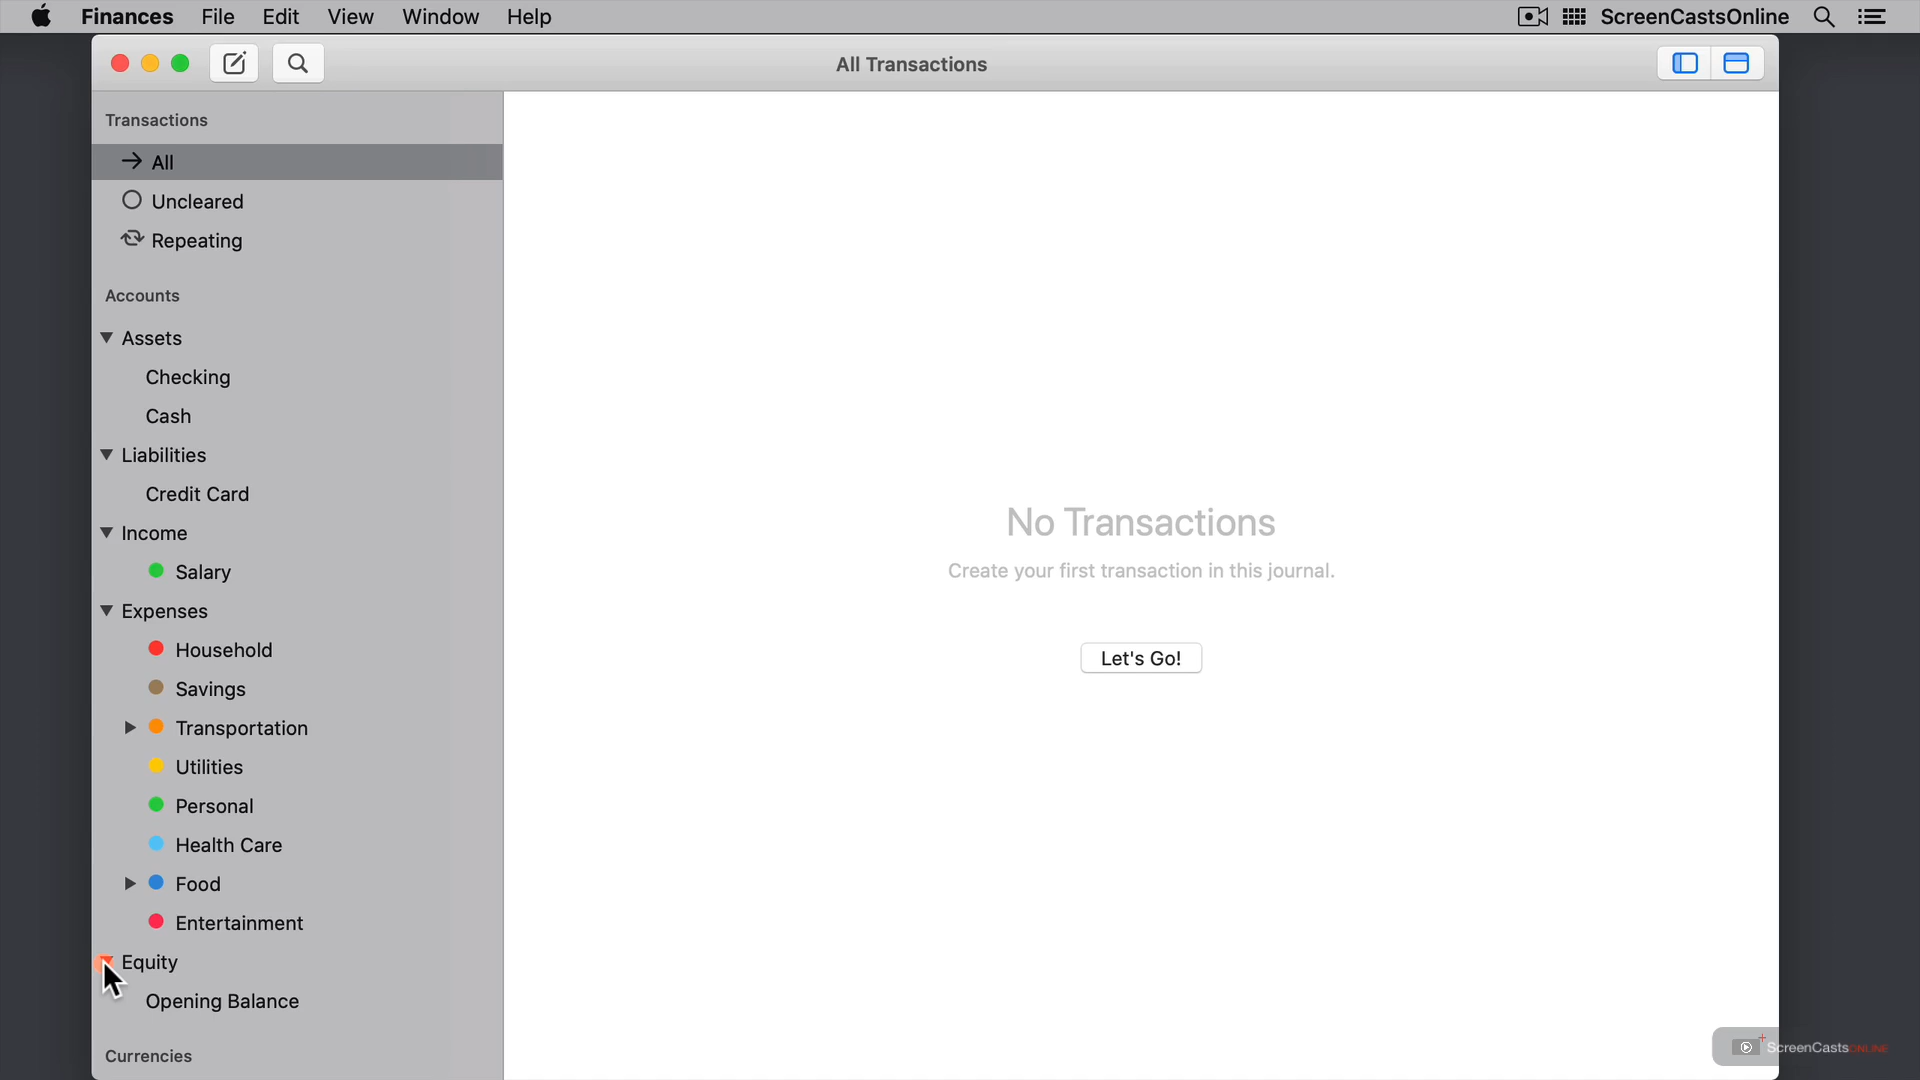 Finances File Edit View Window Help ScreenCastsOnline
All Transactions
Transactions
All
Uncleared
Repeating
Accounts
Assets
Checking
Cash
Liabilities
Credit Card
Income
Salary
Expenses
Household
Savings
Transportation
Utilities
Personal
Health Care
Food
Entertainment
Equity
Opening Balance
Currencies
No Transactions
Create your first transaction in this journal.
Let's Go!
ScreenCastsONLINE